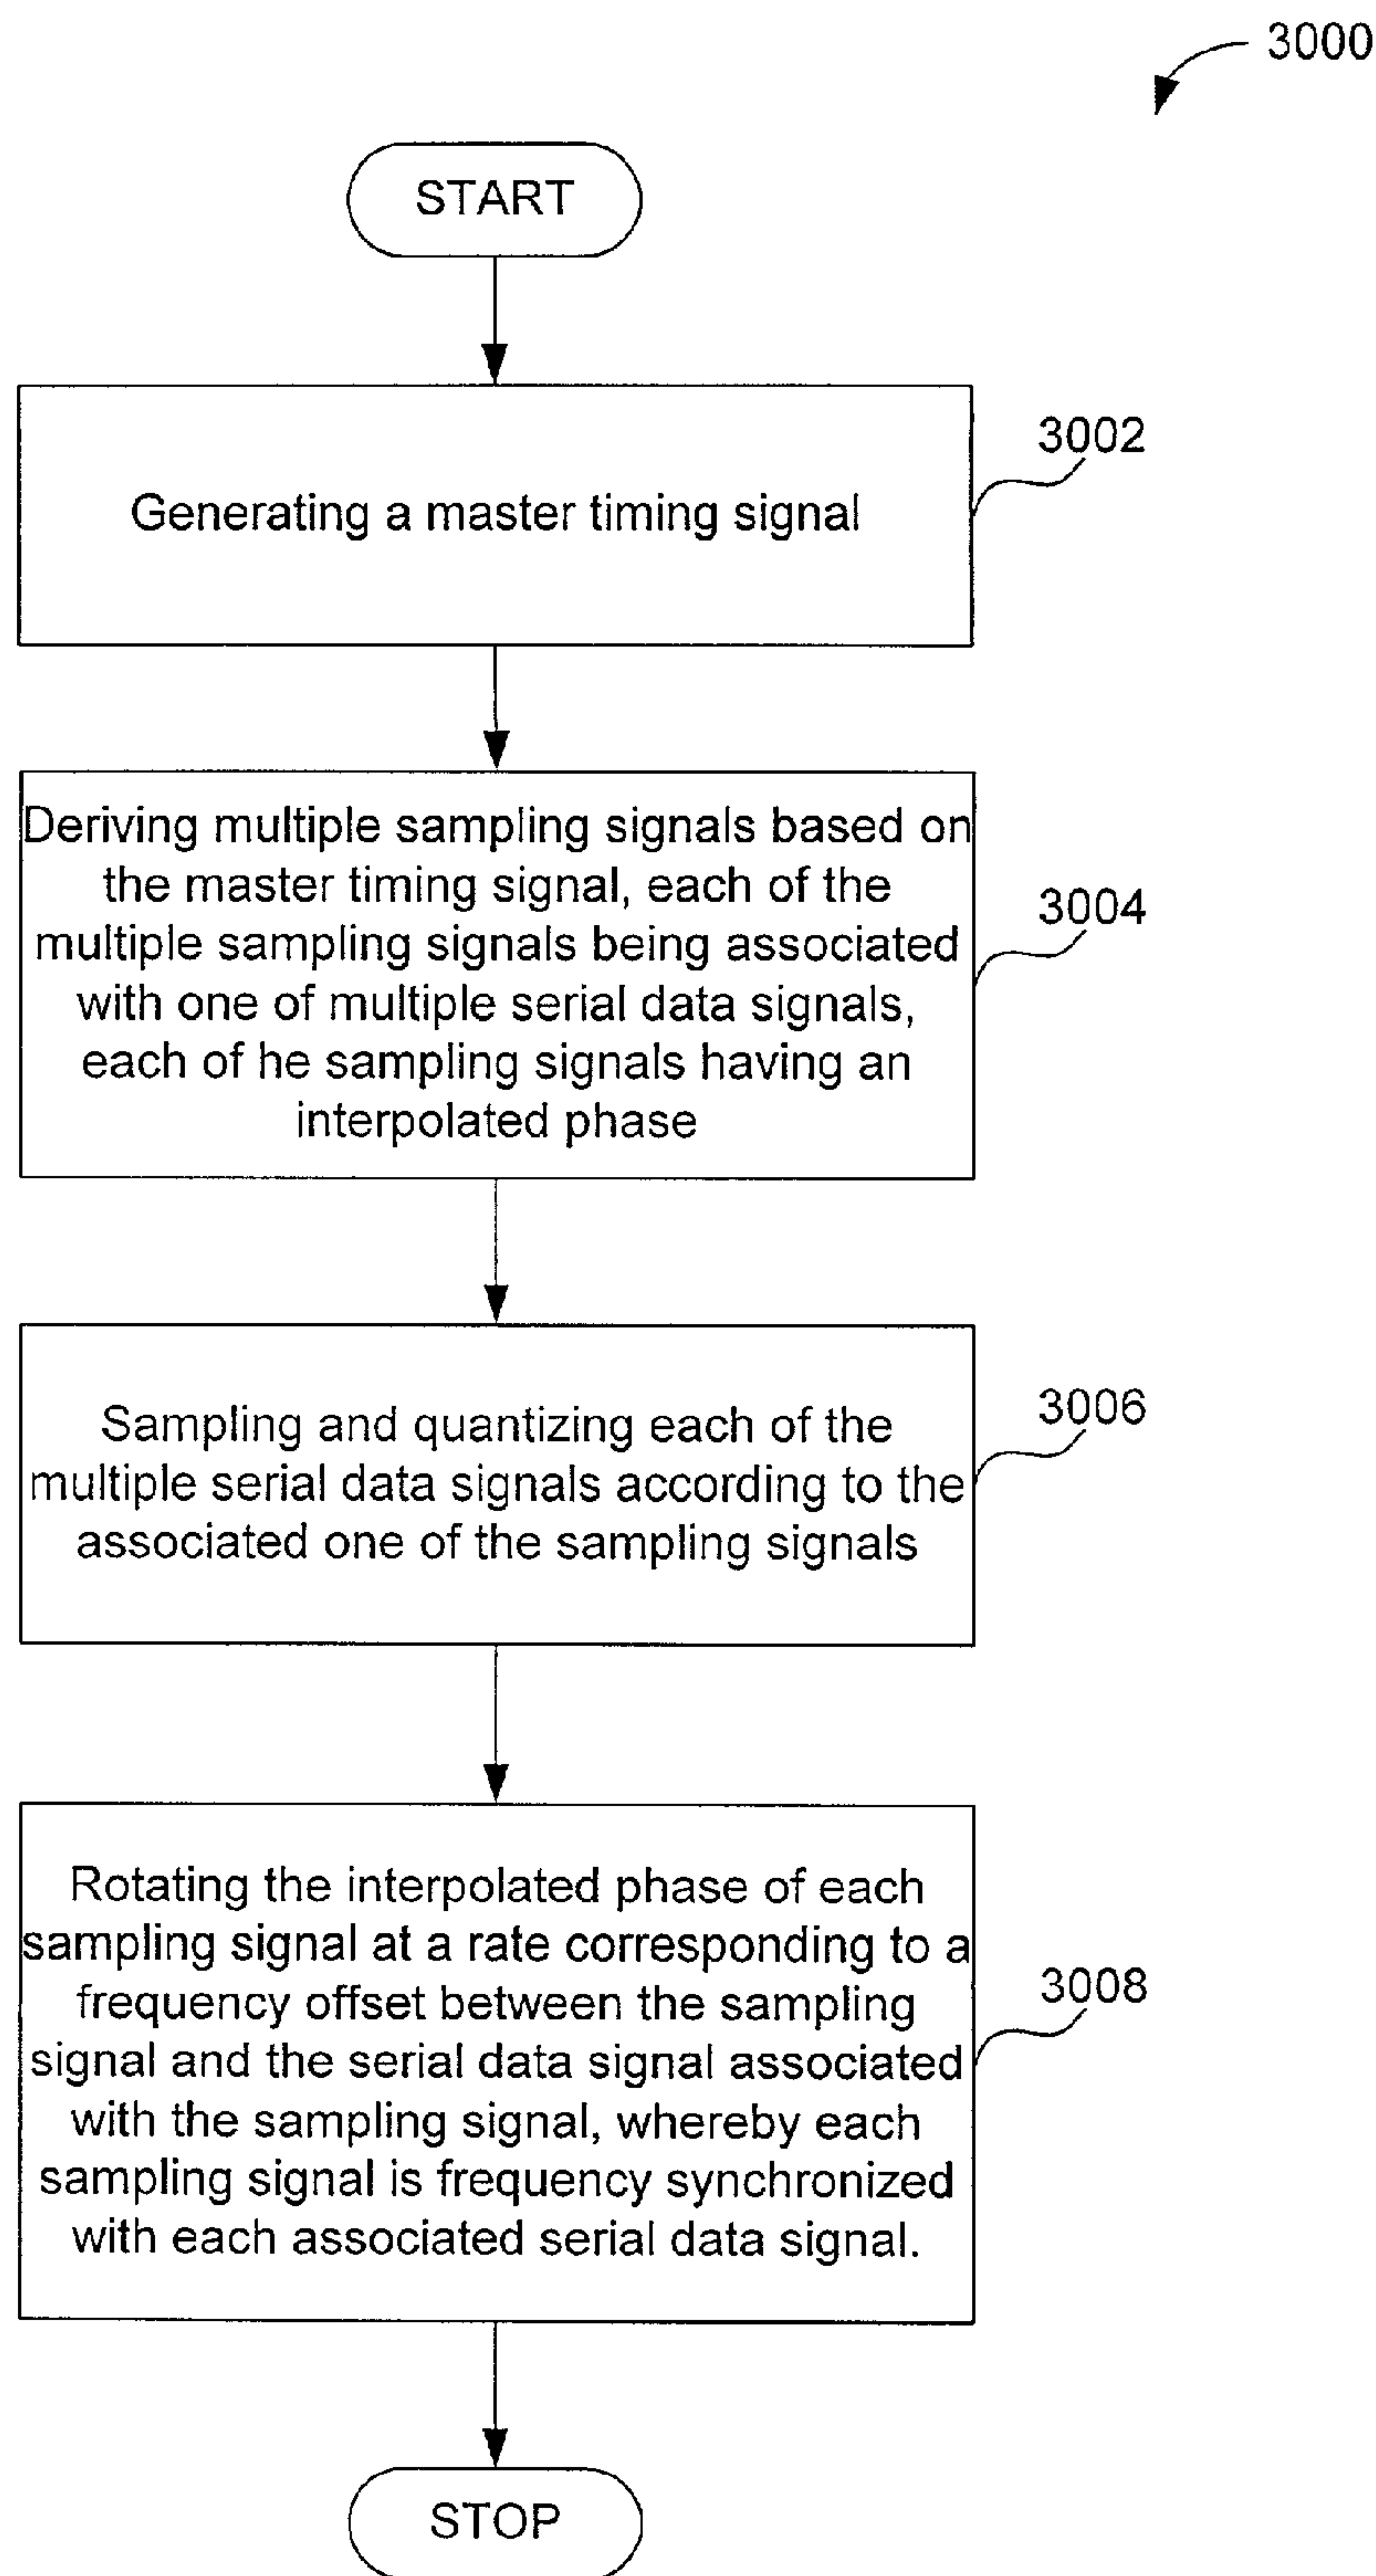 3000
START
Generating a master timing signal
3002
Deriving multiple sampling signals based on
the master timing signal, each of the
multiple sampling signals being associated
with one of multiple serial data signals,
each of he sampling signals having an
interpolated phase
3004
Sampling and quantizing each of the
multiple serial data signals according to the
associated one of the sampling signals
3006
Rotating the interpolated phase of each
sampling signal at a rate corresponding to a
frequency offset between the sampling
signal and the serial data signal associated
with the sampling signal, whereby each
sampling signal is frequency synchronized
with each associated serial data signal.
3008
STOP